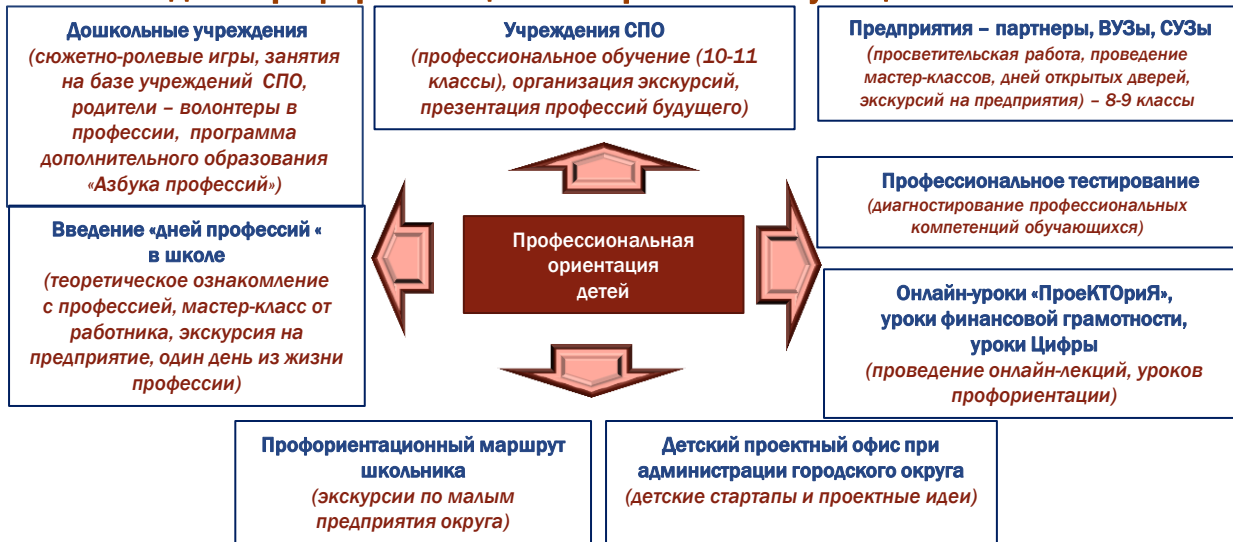 Дошкольные учреждения
(сюжетно-ролевые игры, занятия
на базе учреждений СПО,
родители – волонтеры в
профессии, программа
дополнительного образования
«Азбука профессий»)
Учреждения СПО
(профессиональное обучение (10-11
классы), организация экскурсий,
презентация профессий будущего)
Предприятия – партнеры, ВУЗы, СУЗы
(просветительская работа, проведение
мастер-классов, дней открытых дверей,
экскурсий на предприятия) – 8-9 классы
Введение «дней профессий «
в школе
(теоретическое ознакомление
с профессией, мастер-класс от
работника, экскурсия на
предприятие, один день из жизни
профессии)
Профессиональная
ориентация
детей
Профессиональное тестирование
(диагностирование профессиональных
компетенций обучающихся)
Онлайн-уроки «ПроеКТОриЯ»,
уроки финансовой грамотности,
уроки Цифры
(проведение онлайн-лекций, уроков
профориентации)
Профориентационный маршрут
школьника
(экскурсии по малым
предприятия округа)
Детский проектный офис при
администрации городского округа
(детские стартапы и проектные идеи)